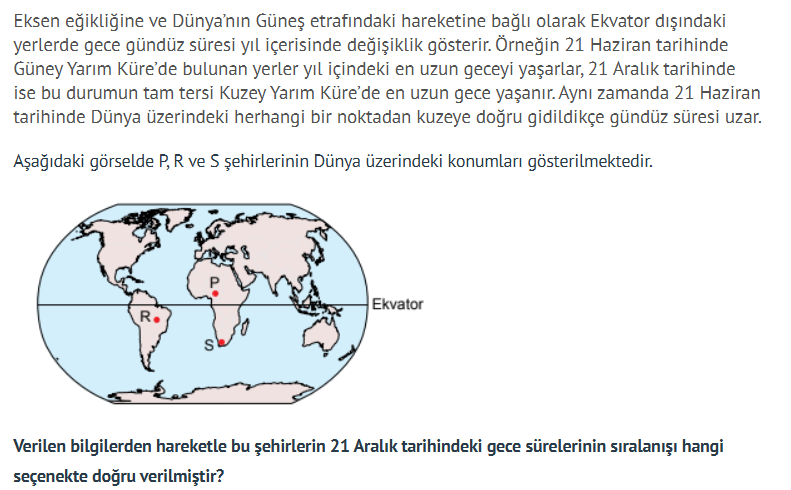 Eksen eğikliğine ve Dünya'nın Güneş etrafındaki hareketine bağlı olarak Ekvator dışındaki
yerlerde gece gündüz süresi yıl içerisinde değişiklik gösterir. Örneğin 21 Haziran tarihinde
Güney Yarım Küre'de bulunan yerler yıl içindeki en uzun geceyi yaşarlar, 21 Aralık tarihinde
ise bu durumun tam tersi Kuzey Yarım Küre'de en uzun gece yaşanır. Aynı zamanda 21 Haziran
tarihinde Dünya üzerindeki herhangi bir noktadan kuzeye doğru gidildikçe gündüz süresi uzar.
Aşağıdaki görselde P, R ve S şehirlerinin Dünya üzerindeki konumları gösterilmektedir.
P
Ekvator
R
S
Verilen bilgilerden hareketle bu şehirlerin 21 Aralık tarihindeki gece sürelerinin sıralanışı hangi
seçenekte doğru verilmiştir?